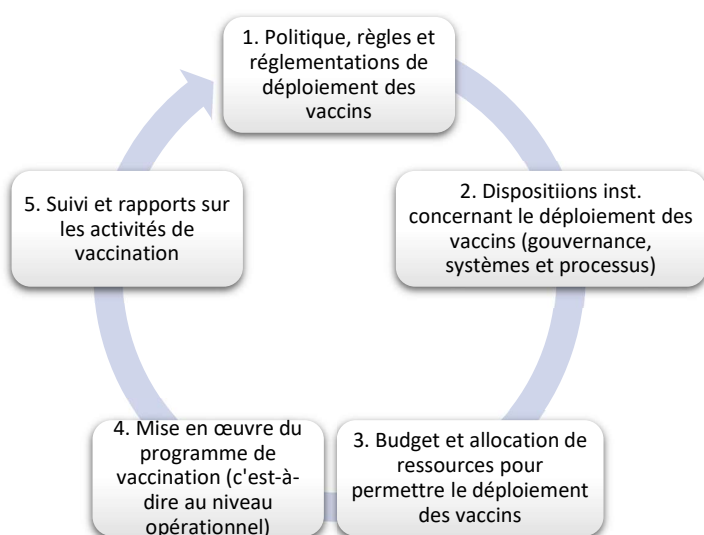 1. Politique, règles et
réglementations de
déploiement des
vaccins
2. Dispositiions inst.
concernant le déploiement des
vaccins (gouvernance,
systèmes et processus)
3. Budget et allocation de
ressources pour
permettre le déploiement
des vaccins
4. Mise en œuvre du
programme de
vaccination (c'est-à-
dire au niveau
opérationnel)
5. Suivi et rapports sur
les activités de
vaccination